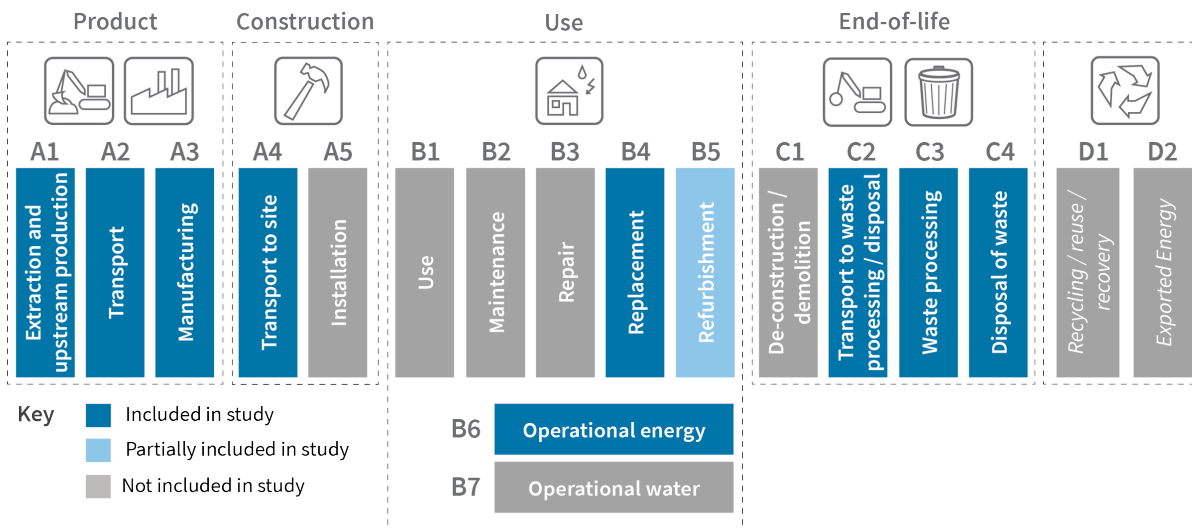 Product
Construction
Use
End-of-life
A1 A2 A3 A4 A5 B1 B2 B3 B4 B5 C1 C2 C3 C4 D1 D2
Extraction and
upstream production
Transport
Manufacturing
Transport to site
Installation
Use
Maintenance
Repair
Replacement
Refurbishment
De-construction /
demolition
Transport to waste
processing / disposal
Waste processing
Disposal of waste
Recycling / reuse /
recovery
Exported Energy
Key
Included in study
Partially included in study
Not included in study
B6 Operational energy
B7 Operational water